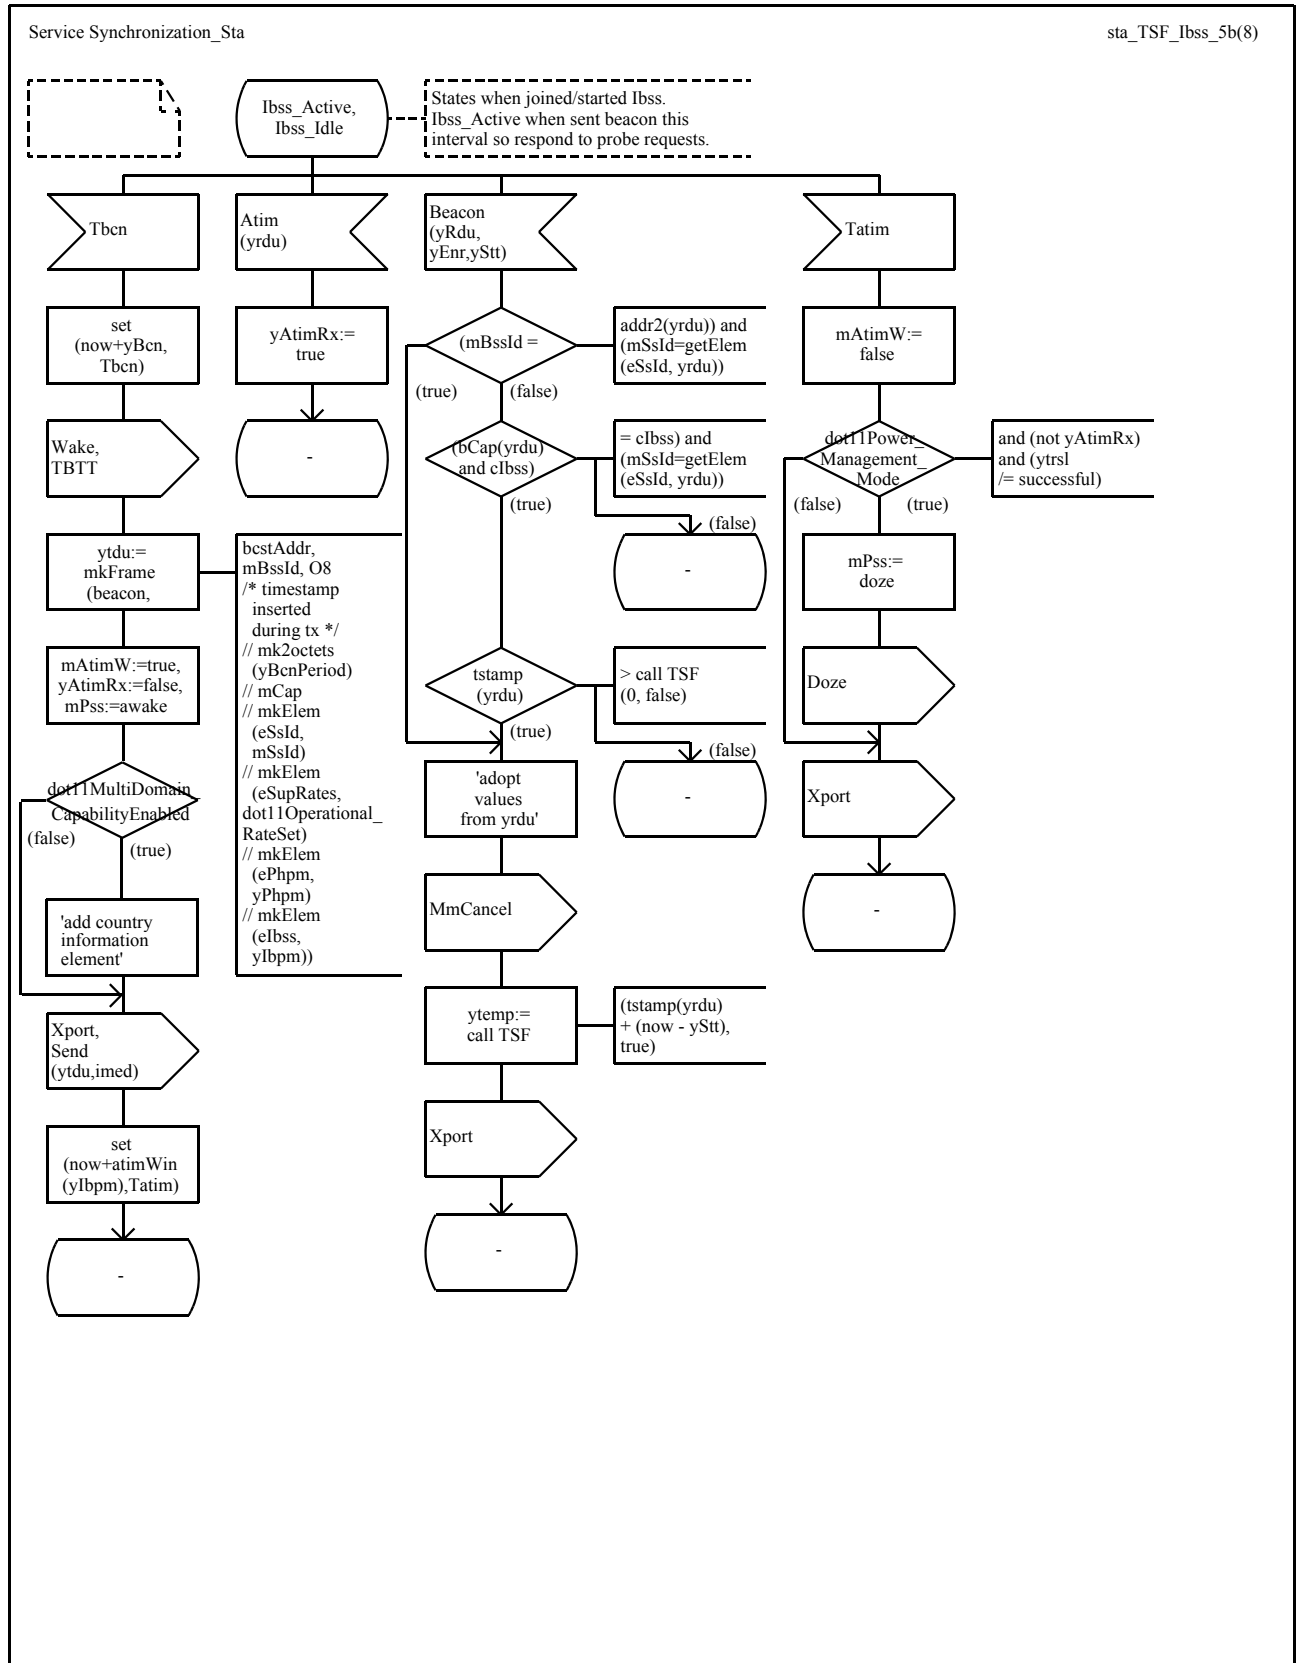 Service Synchronization_Sta
sta_TSF_Ibss_5b(8)
Ibss_Active,
Ibss_Idle
States when joined/started Ibss.
Ibss_Active when sent beacon this
interval so respond to probe requests.
Tbcn
set
(now+yBcn,
Tbcn)
Wake,
TBTT
ytdu:=
mkFrame
(beacon,
bcstAddr,
mBssId, O8
/* timestamp
inserted
during tx */
// mk2octets
(yBcnPeriod)
// mCap
// mkElem
(eSsId,
mSsId)
// mkElem
(eSupRates,
dot11Operational_
RateSet)
// mkElem
(ePhpm,
yPhpm)
// mkElem
(eIbss,
yIbpm))
mAtimW:=true,
yAtimRx:=false,
mPss:=awake
dot11MultiDomain_
CapabilityEnabled
(false)
(true)
'add country
information
element'
Xport,
Send
(ytdu,imed)
set
(now+atimWin
(yIbpm),Tatim)
-
Atim
(yrdu)
yAtimRx:=
true
-
Beacon
(yRdu,
yEnr,yStt)
(mBssId =
addr2(yrdu)) and
(mSsId=getElem
(eSsId, yrdu))
(true)
(false)
(bCap(yrdu)
and cIbss)
= cIbss) and
(mSsId=getElem
(eSsId, yrdu))
(true)
(false)
-
tstamp
(yrdu)
> call TSF
(0, false)
(true)
(false)
-
'adopt
values
from yrdu'
MmCancel
ytemp:=
call TSF
(tstamp(yrdu)
+ (now - yStt),
true)
Xport
-
Tatim
mAtimW:=
false
dot11Power_
Management_
Mode
and (not yAtimRx)
and (ytrsl
/= successful)
(false)
(true)
mPss:=
doze
Doze
Xport
-